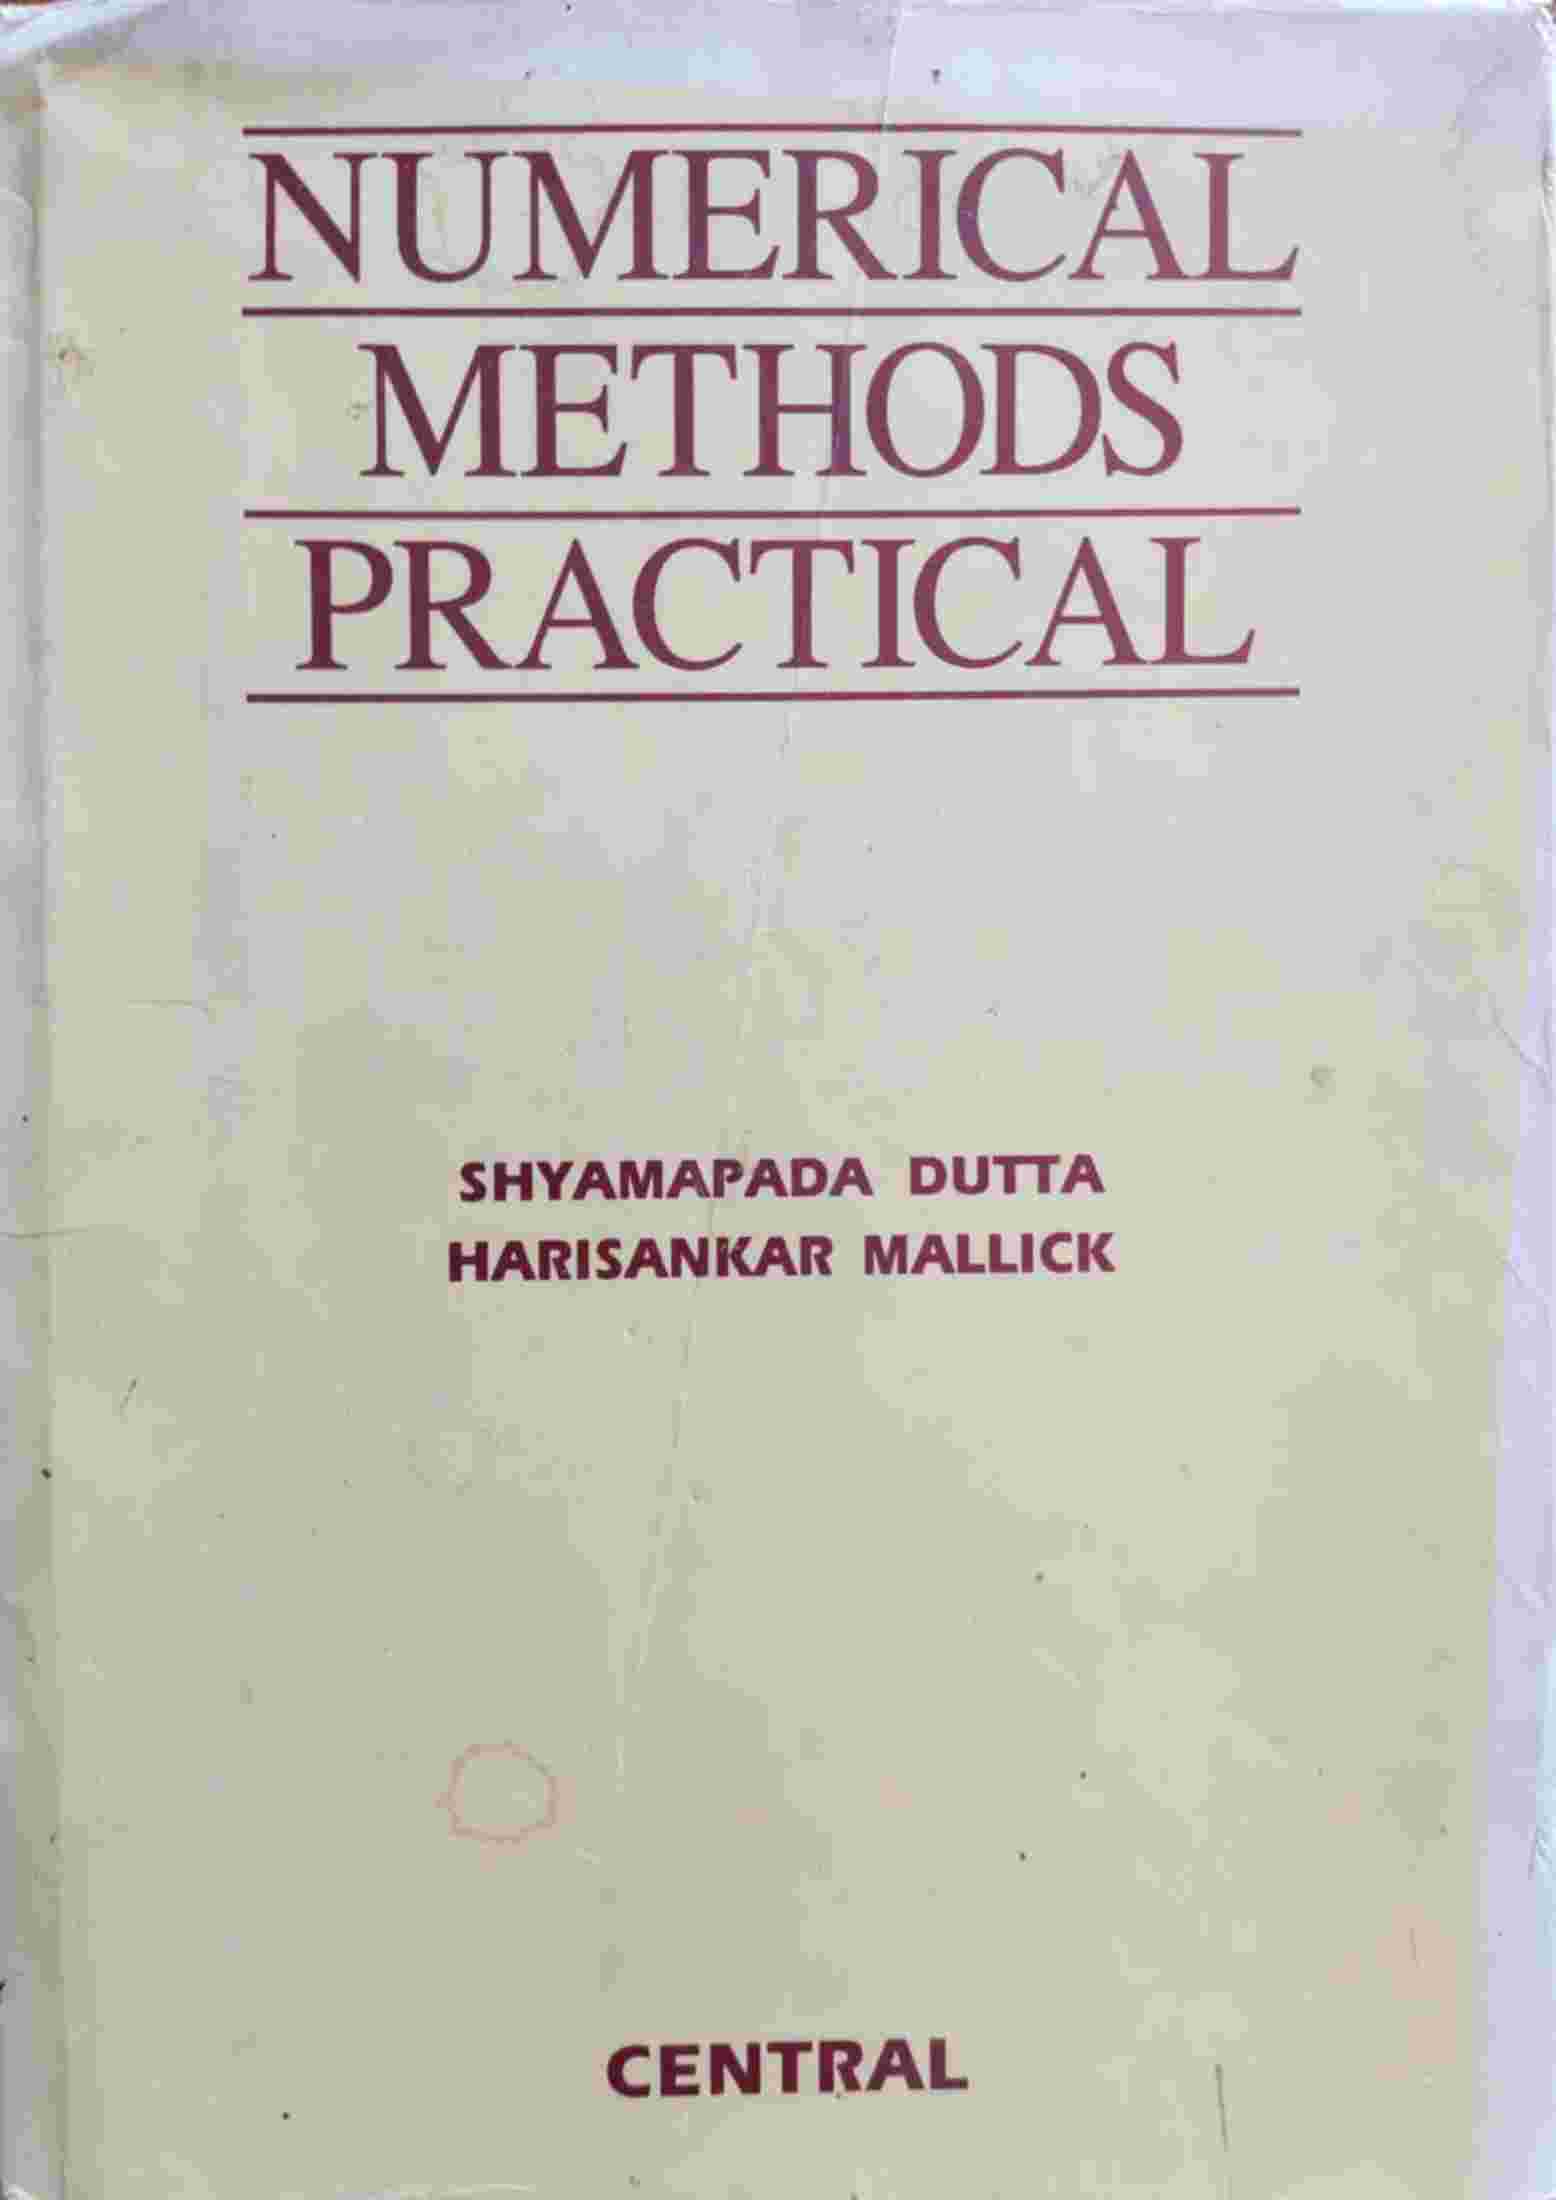 NUMERICAL
METHODS
PRACTICAL
SHYAMAPADA DUTTA
HARISANKAR MALLICK
CENTRAL